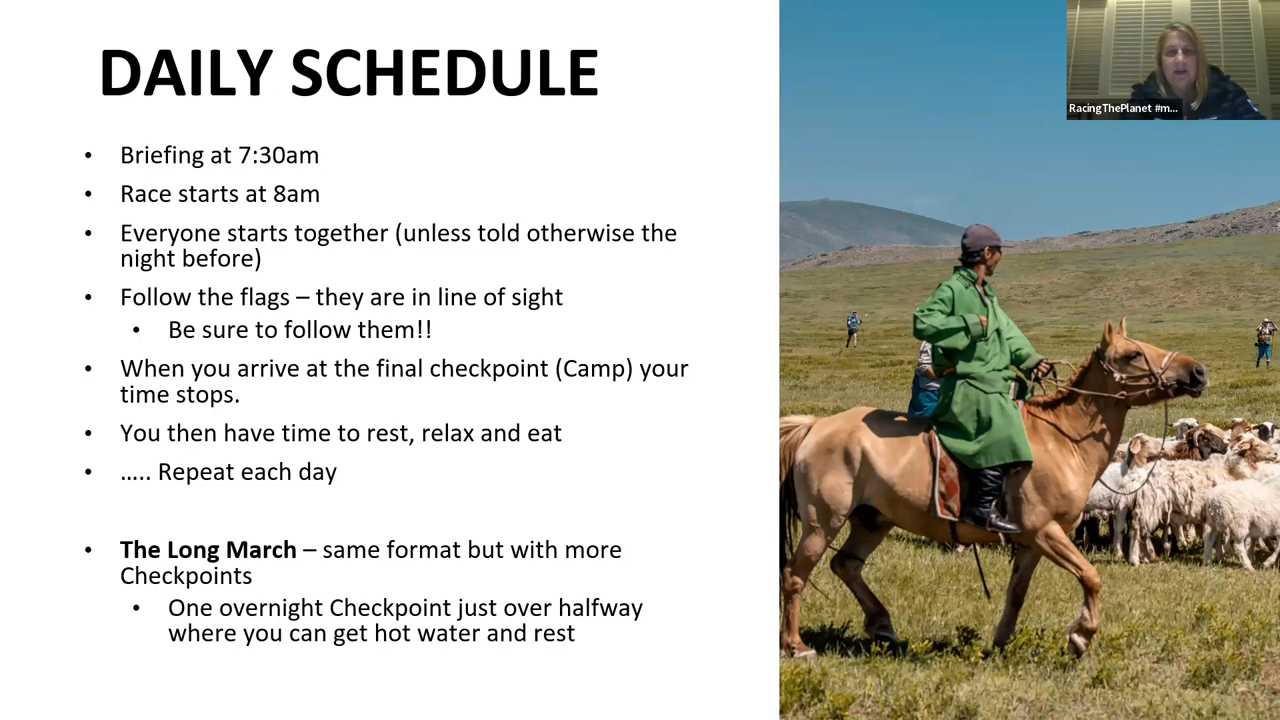 DAILY SCHEDULE
• Briefing at 7:30am
• Race starts at 8am
• Everyone starts together (unless told otherwise the
night before)
• Follow the flags – they are in line of sight
• Be sure to follow them!!
• When you arrive at the final checkpoint (Camp) your
time stops.
• You then have time to rest, relax and eat
• ….. Repeat each day
• The Long March – same format but with more
Checkpoints
• One overnight Checkpoint just over halfway
where you can get hot water and rest
RacingThePlanet #m...